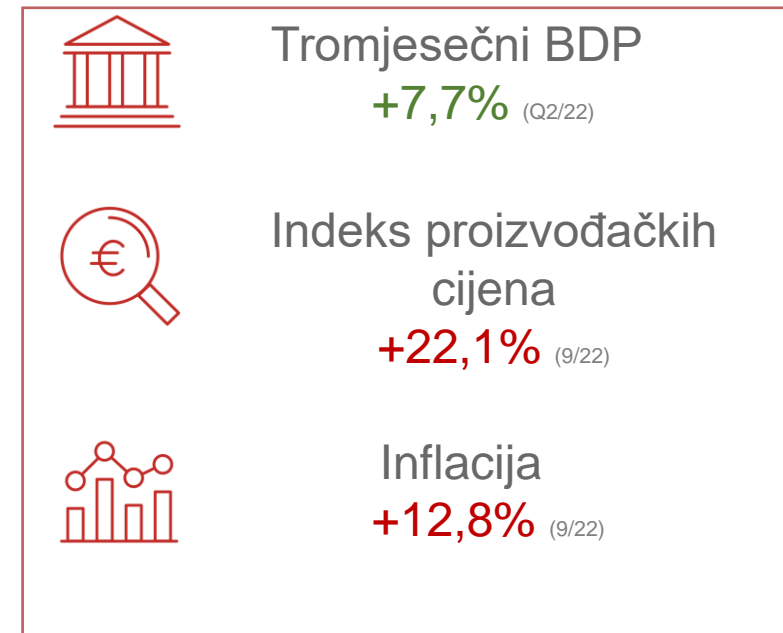 Tromjesečni BDP
+7,7% (Q2/22)
€
Indeks proizvođačkih
cijena
+22,1% (9/22)
Inflacija
+12,8% (9/22)